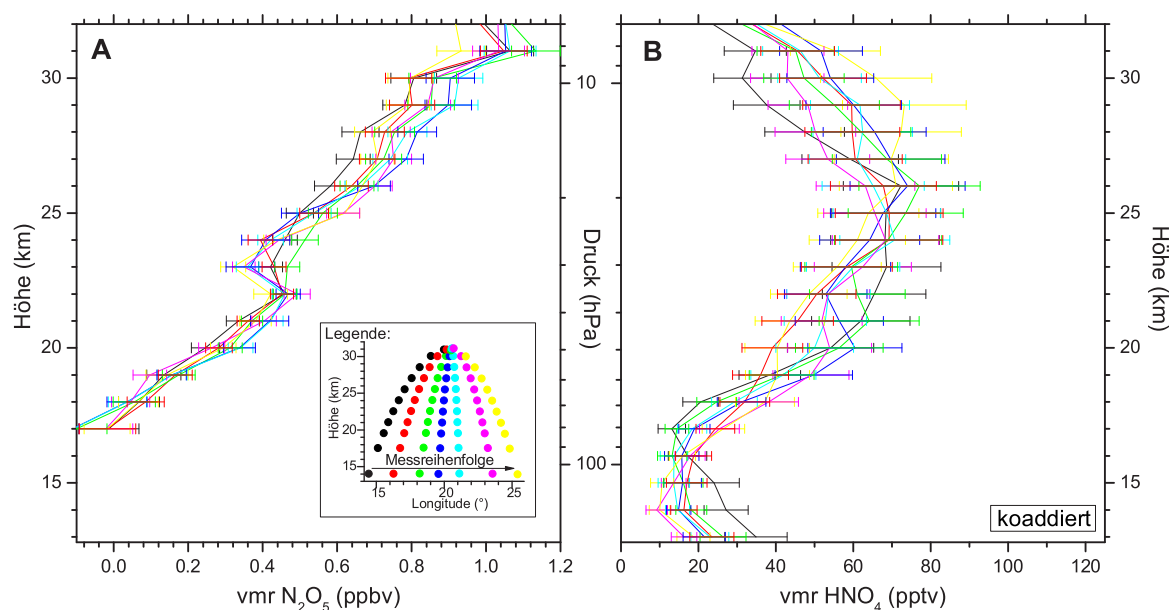 A
B
30
25
20
15
Höhe (km)
0.0 0.2 0.4 0.6 0.8 1.0 1.2
vmr N₂O₅ (ppbv)
Legende:
30
25
20
15
Höhe (km)
Messreihenfolge
15 20 25
Longitude (°)
10
100
Druck (hPa)
koaddiert
0 20 40 60 80 100 120
vmr HNO₄ (pptv)
30
25
20
15
Höhe (km)